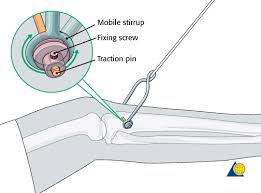 Mobile stirrup
Fixing screw
Traction pin